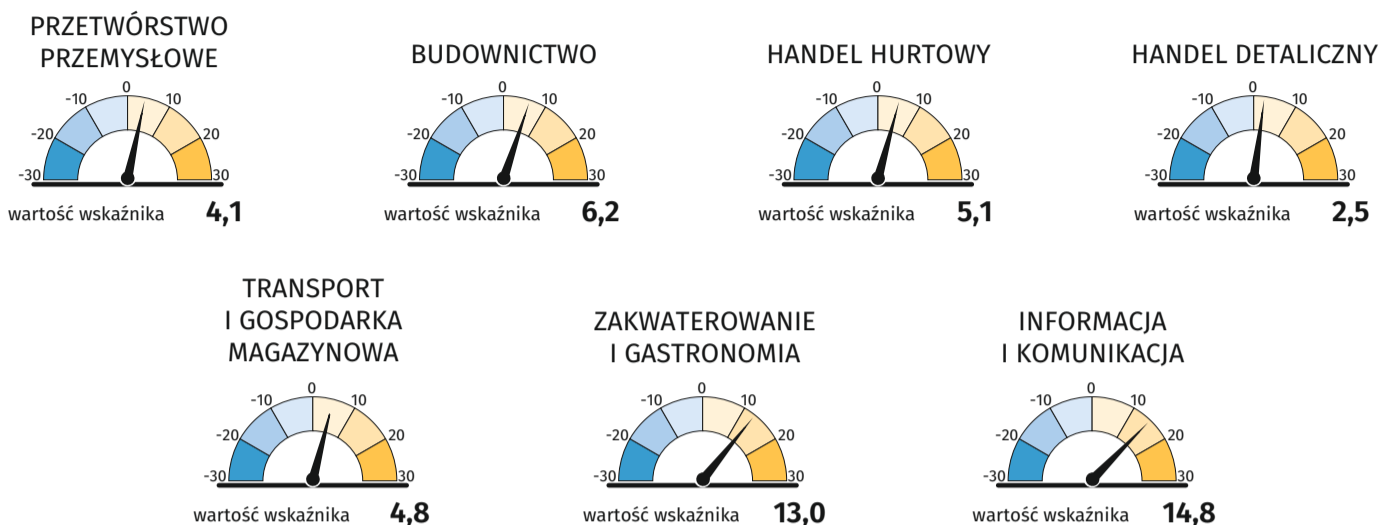 PRZETWÓRSTWO
PRZEMYSŁOWE
-30
-20
-10
0
10
20
30
wartość wskaźnika 4,1
BUDOWNICTWO
-30
-20
-10
0
10
20
30
wartość wskaźnika 6,2
HANDEL HURTOWY
-30
-20
-10
0
10
20
30
wartość wskaźnika 5,1
HANDEL DETALICZNY
-30
-20
-10
0
10
20
30
wartość wskaźnika 2,5
TRANSPORT
I GOSPODARKA
MAGAZYNOWA
-30
-20
-10
0
10
20
30
wartość wskaźnika 4,8
ZAKWATEROWANIE
I GASTRONOMIA
-30
-20
-10
0
10
20
30
wartość wskaźnika 13,0
INFORMACJA
I KOMUNIKACJA
-30
-20
-10
0
10
20
30
wartość wskaźnika 14,8